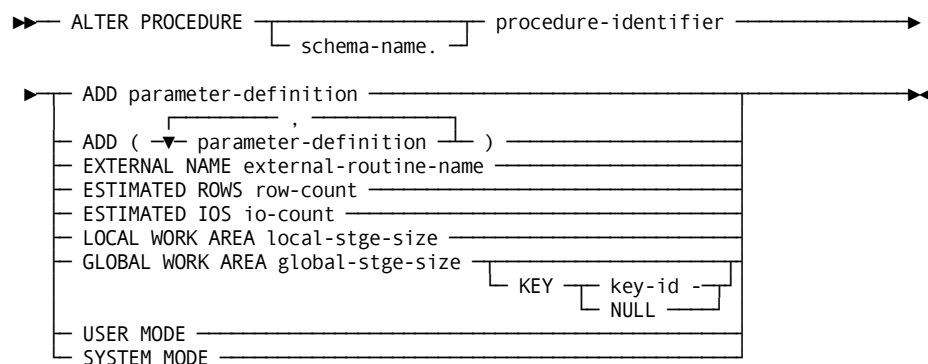 ALTER PROCEDURE schema-name. procedure-identifier
ADD parameter-definition
,
ADD ( parameter-definition )
EXTERNAL NAME external-routine-name
ESTIMATED ROWS row-count
ESTIMATED IOS io-count
LOCAL WORK AREA local-stge-size
GLOBAL WORK AREA global-stge-size
KEY key-id -
NULL
USER MODE
SYSTEM MODE